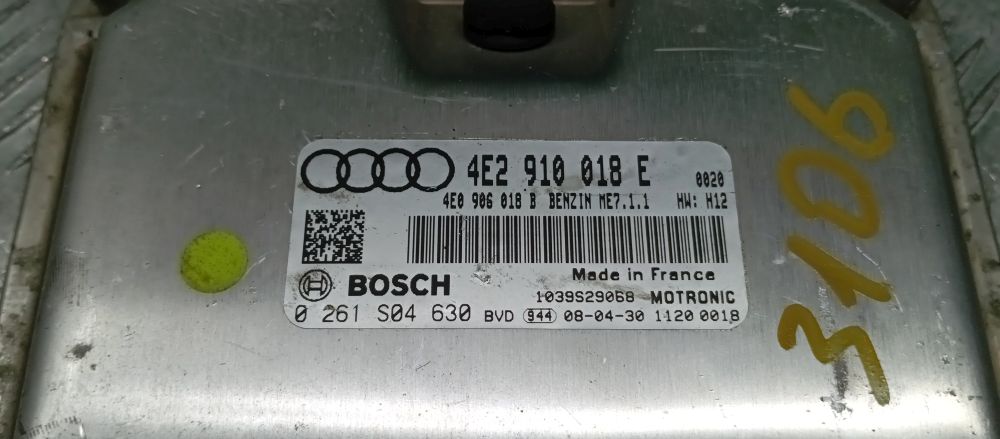 4E2 910 018 E 0020
4E0 906 018 B BENZIN ME7.1.1 HW: H12
Made in France
BOSCH 1039S29068 MOTRONIC
0 261 S04 630 BVD 944 08-04-30 1120 0018
3106